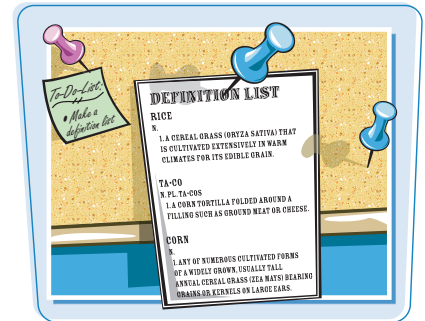 To-Do-List:
• Make a
definition list
DEFINITION LIST
RICE
N.
1. A CEREAL GRASS (ORYZA SATIVA) THAT
IS CULTIVATED EXTENSIVELY IN WARM
CLIMATES FOR ITS EDIBLE GRAIN.
TA·CO
N. PL. TA-COS
1. A CORN TORTILLA FOLDED AROUND A
FILLING SUCH AS GROUND MEAT OR CHEESE.
CORN
N.
1. ANY OF NUMEROUS CULTIVATED FORMS
OF A WIDELY GROWN, USUALLY TALL
ANNUAL CEREAL GRASS (ZEA MAYS) BEARING
GRAINS OR KERNELS ON LARGE EARS.